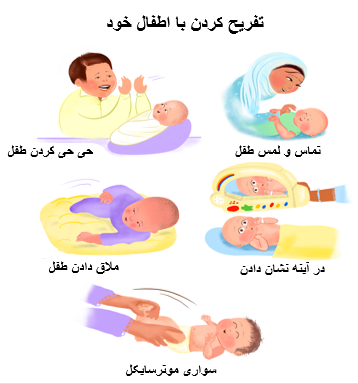 تفریح کردن با اطفال خود
تماس و لمس طفل
حی حی کردن طفل
در آینه نشان دادن
ملاق دادن طفل
سواری موترسایکل